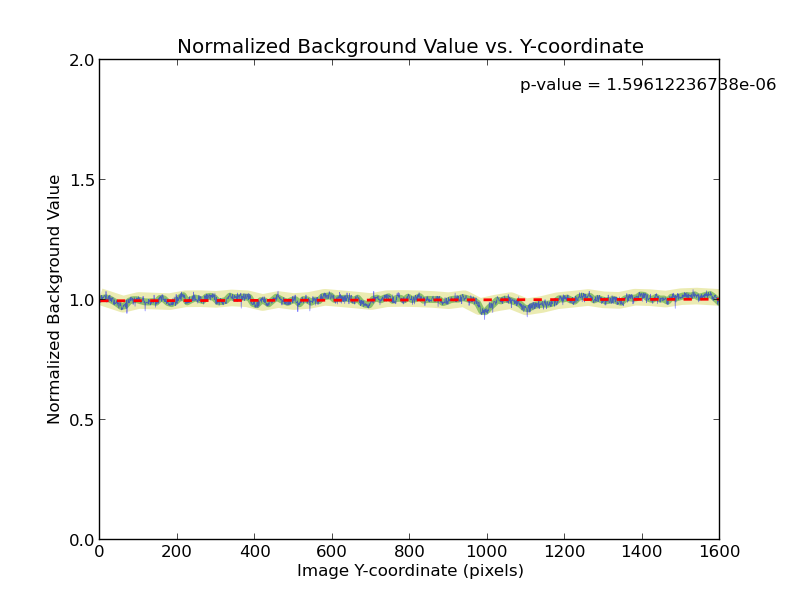 Normalized Background Value vs. Y-coordinate
p-value = 1.59612236738e-06
2.0
1.5
1.0
0.5
0.0
Normalized Background Value
0 200 400 600 800 1000 1200 1400 1600
Image Y-coordinate (pixels)